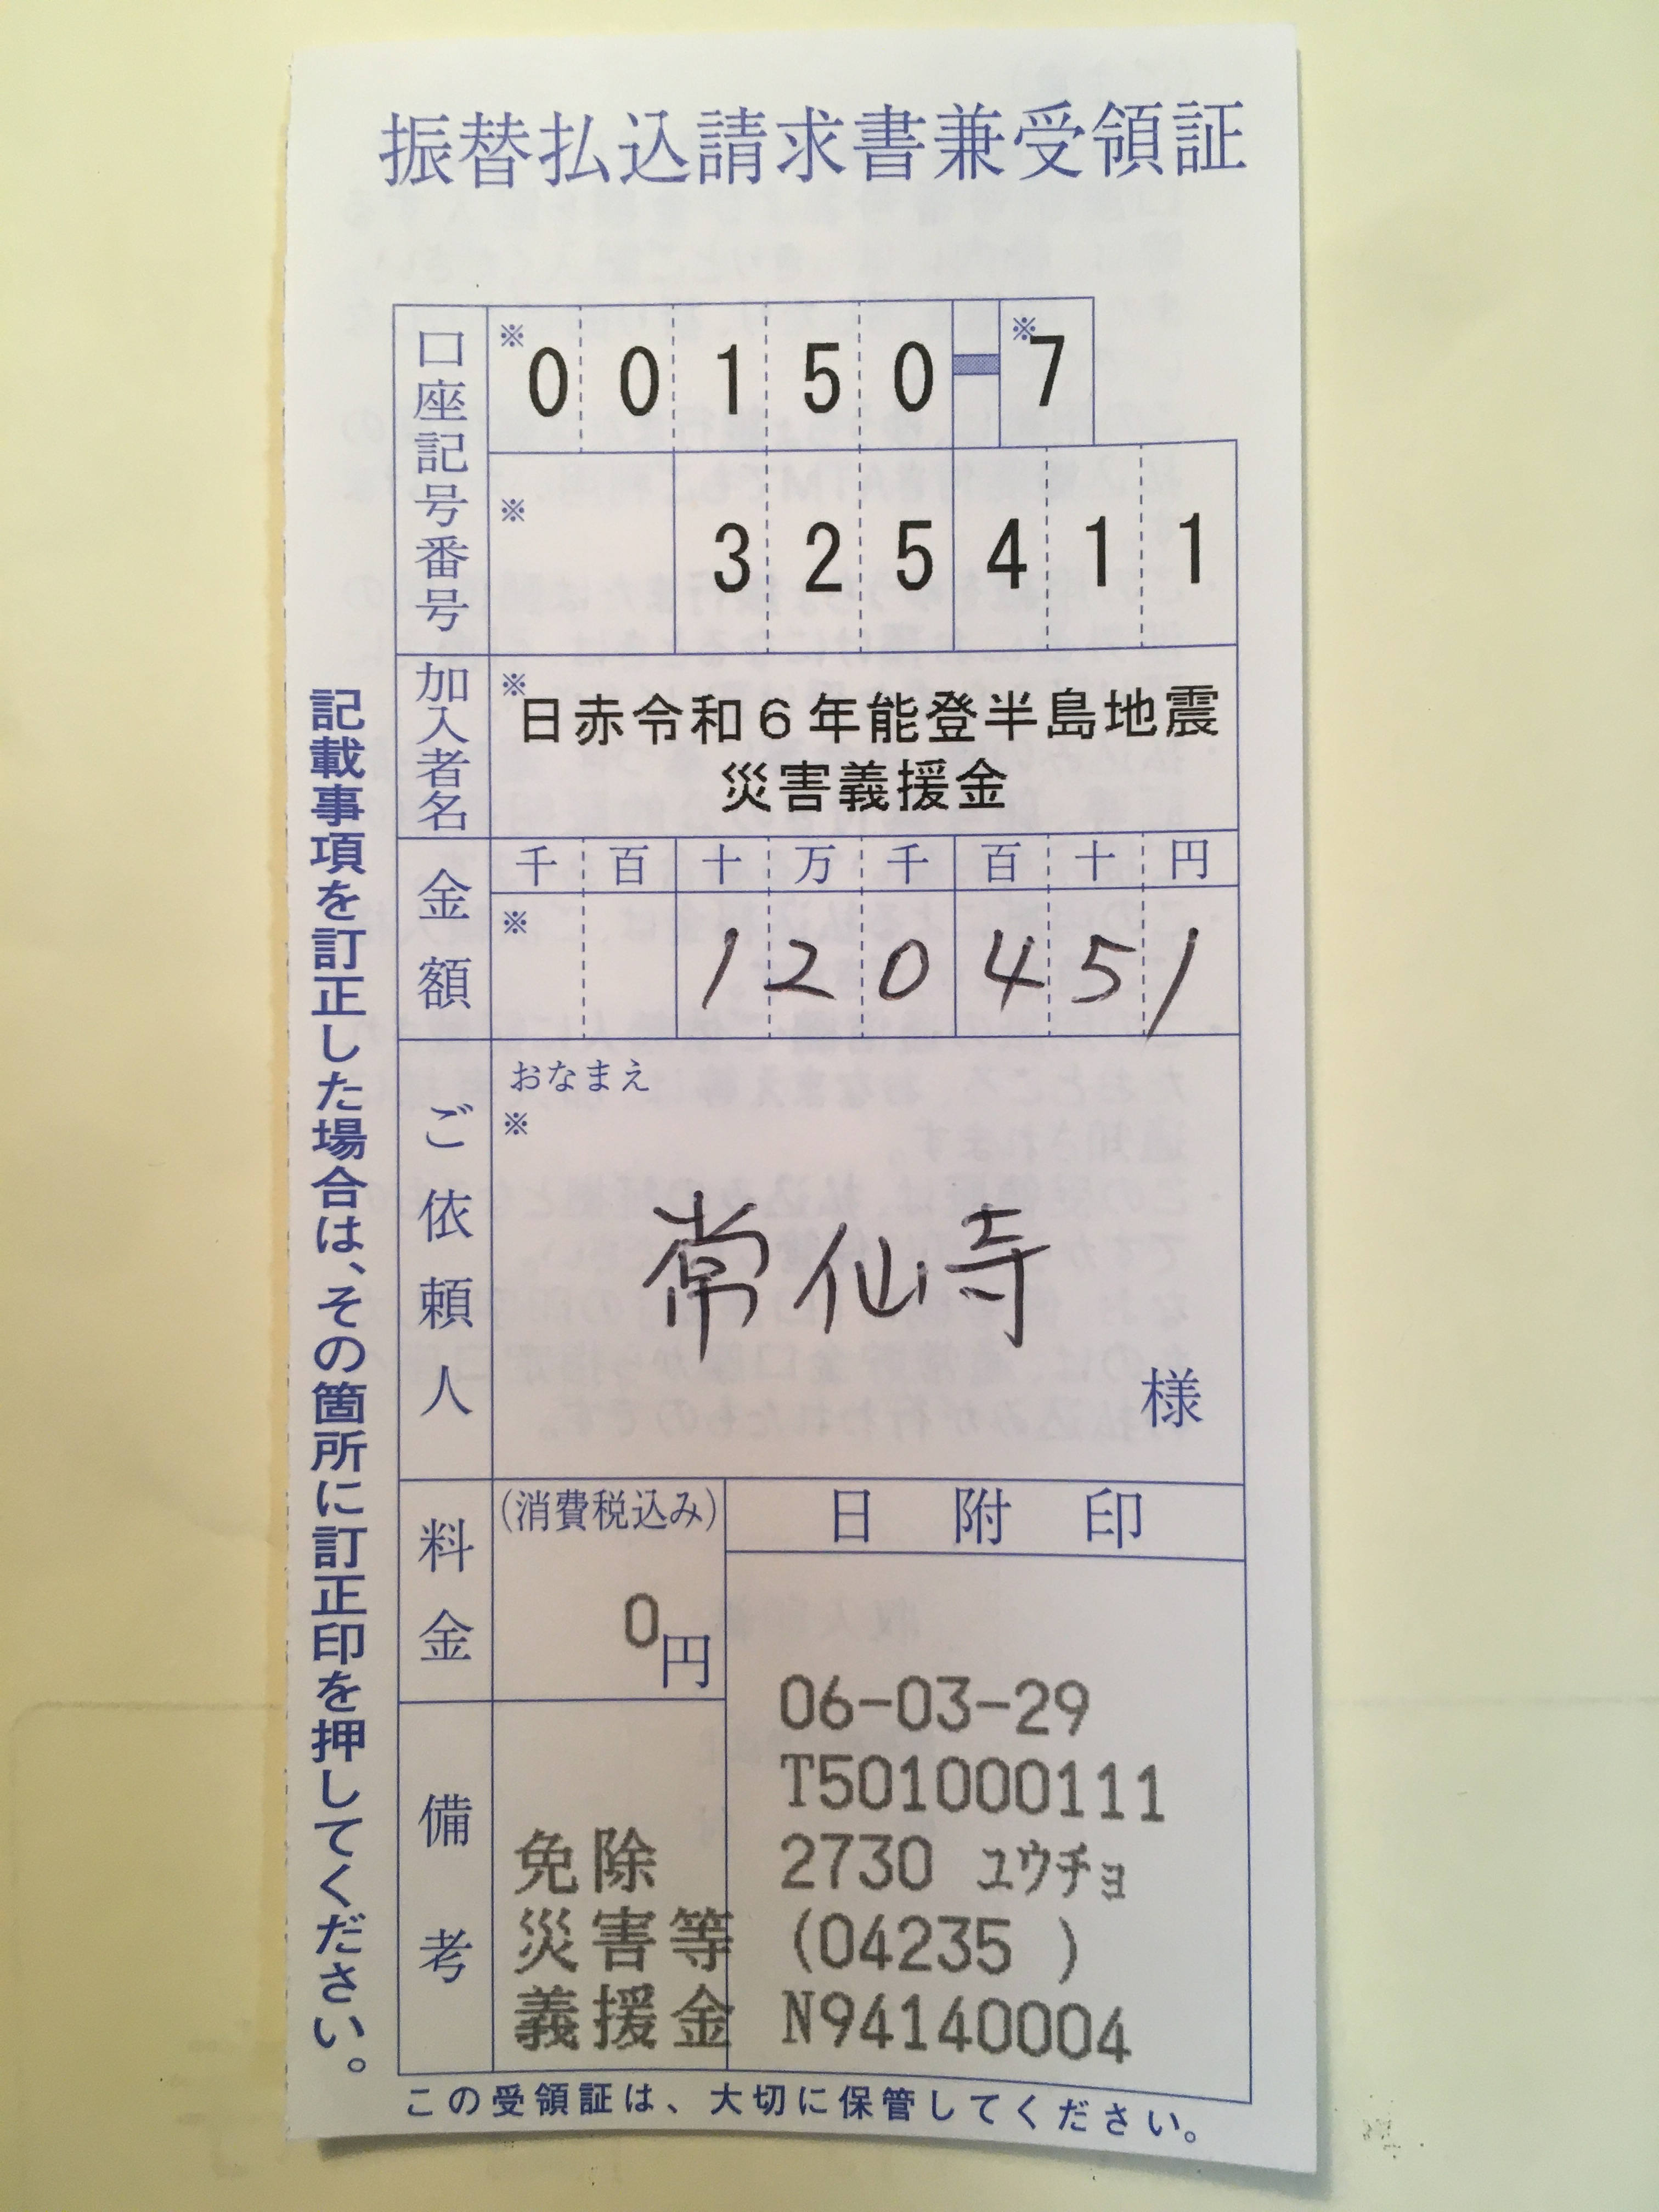 振替払込請求書兼受領証
口座記号番号
※
00150-7
※
※
325411
加入者名
※
日赤令和6年能登半島地震
災害義援金
金額
千百十万千百十円
※
120451
ご依頼人
おなまえ
※
常仙寺
様
料金
(消費税込み)
0円
日附印
06-03-29
T501000111
2730 ユウチョ
(04235 )
N94140004
備考
免除
災害等
義援金
記載事項を訂正した場合は、その箇所に訂正印を押してください。
この受領証は、大切に保管してください。